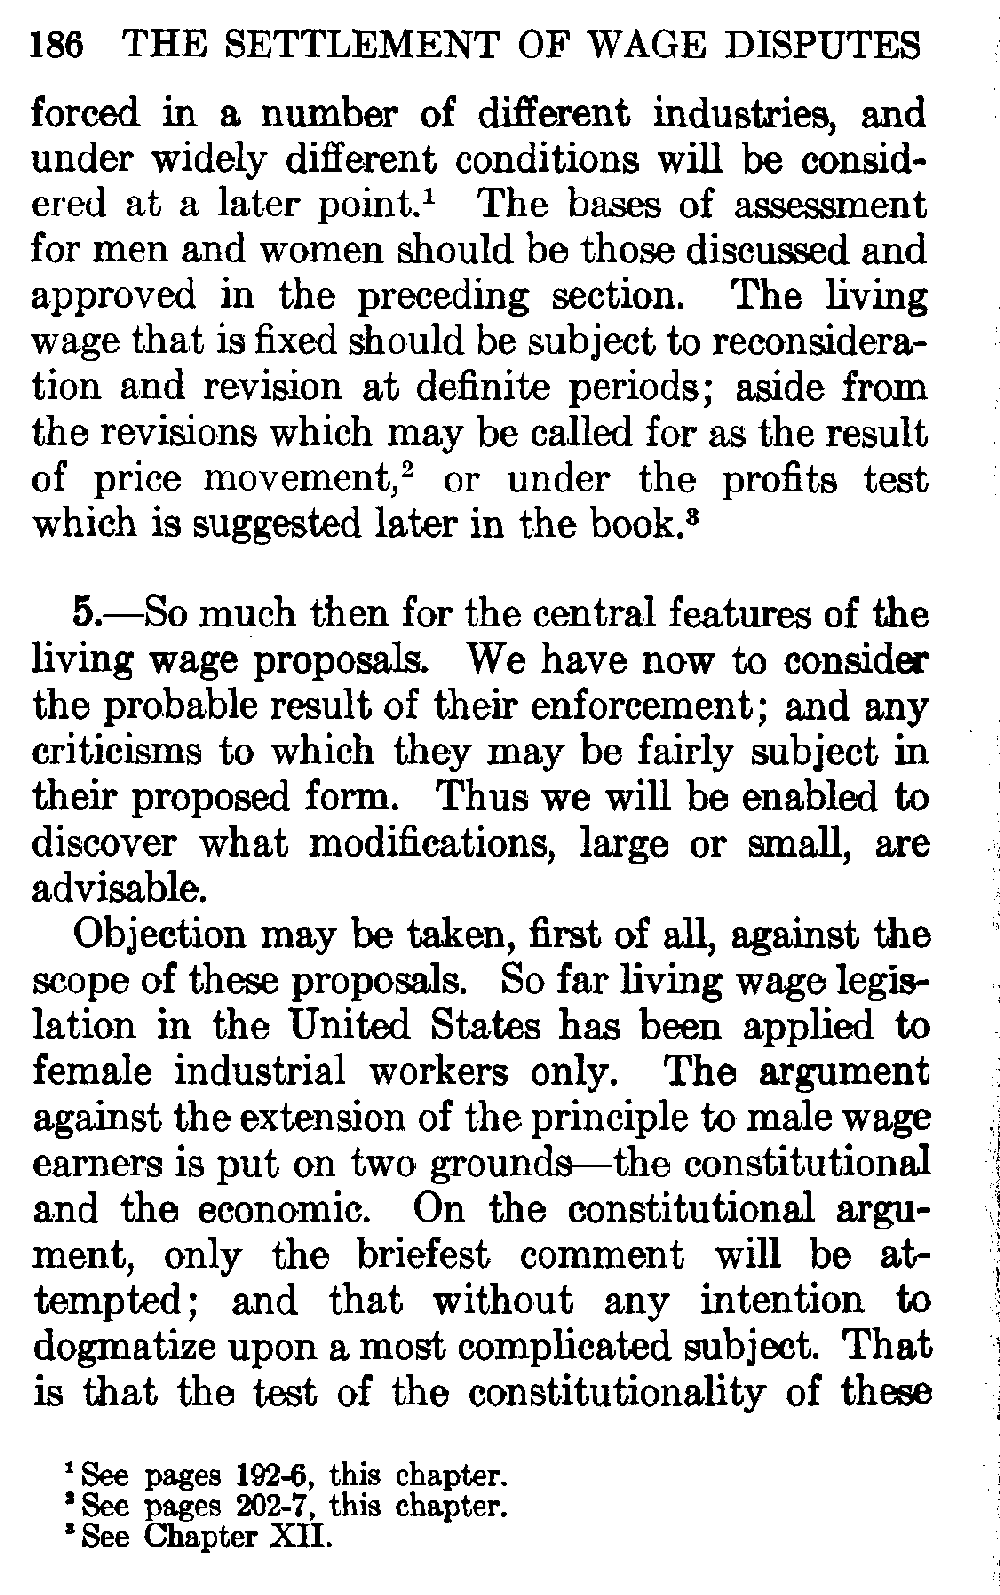 186 THE SETTLEMENT OF WAGE DISPUTES
forced in a number of different industries, and
under widely different conditions will be consid-
ered at a later point.¹ The bases of assessment
for men and women should be those discussed and
approved in the preceding section. The living
wage that is fixed should be subject to reconsidera-
tion and revision at definite periods; aside from
the revisions which may be called for as the result
of price movement,² or under the profits test
which is suggested later in the book.³
5.—So much then for the central features of the
living wage proposals. We have now to consider
the probable result of their enforcement; and any
criticisms to which they may be fairly subject in
their proposed form. Thus we will be enabled to
discover what modifications, large or small, are
advisable.
Objection may be taken, first of all, against the
scope of these proposals. So far living wage legis-
lation in the United States has been applied to
female industrial workers only. The argument
against the extension of the principle to male wage
earners is put on two grounds—the constitutional
and the economic. On the constitutional argu-
ment, only the briefest comment will be at-
tempted; and that without any intention to
dogmatize upon a most complicated subject. That
is that the test of the constitutionality of these
¹ See pages 192-6, this chapter.
² See pages 202-7, this chapter.
³ See Chapter XII.